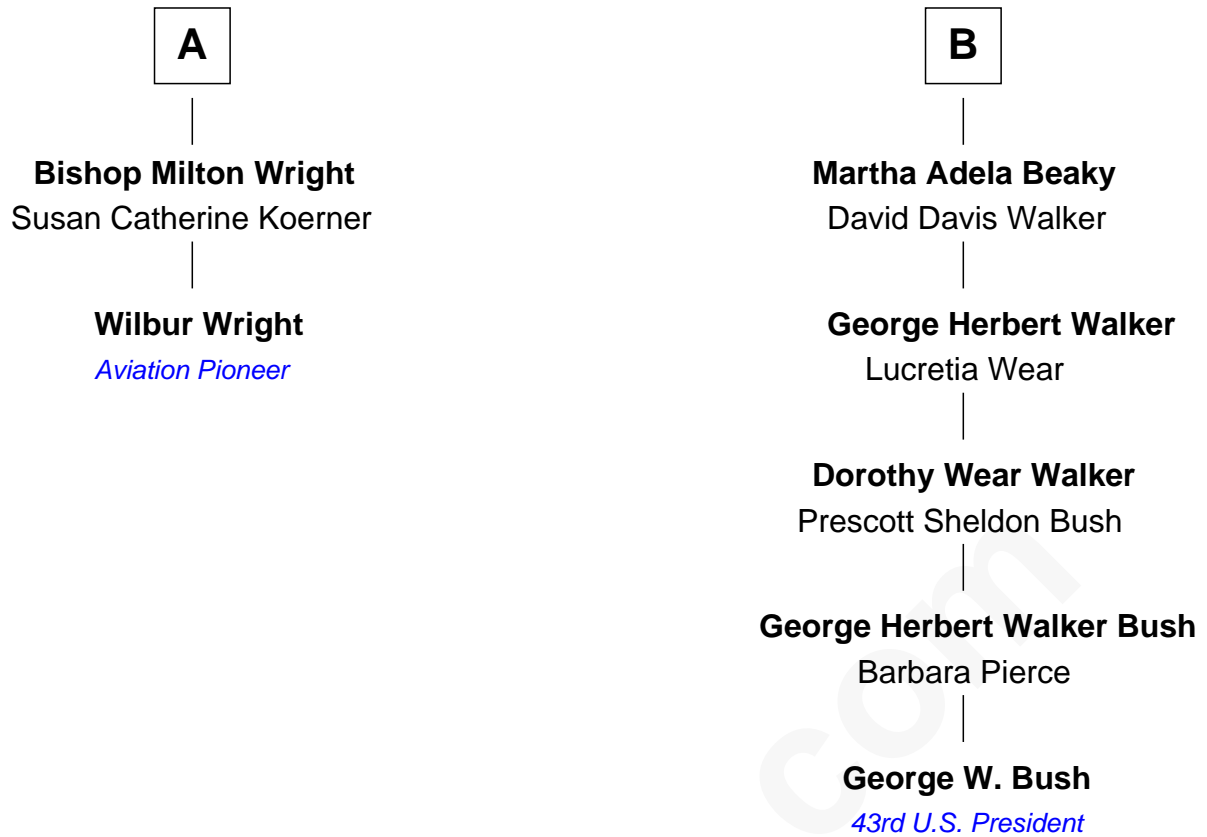 A
Bishop Milton Wright
Susan Catherine Koerner
Wilbur Wright
Aviation Pioneer
B
Martha Adela Beaky
David Davis Walker
George Herbert Walker
Lucretia Wear
Dorothy Wear Walker
Prescott Sheldon Bush
George Herbert Walker Bush
Barbara Pierce
George W. Bush
43rd U.S. President
com